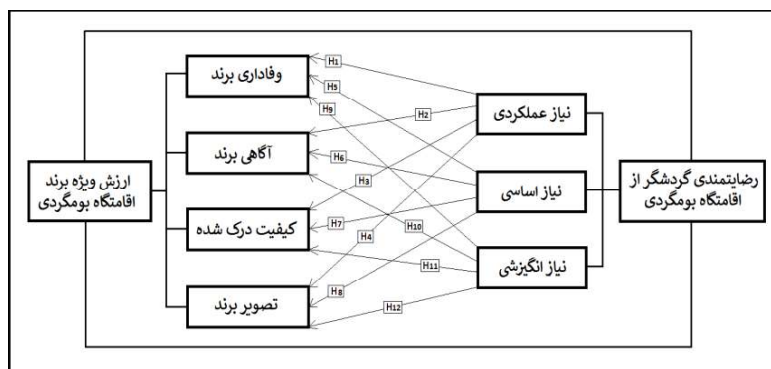 رضایتمندی گردشگر از
اقامتگاه بومگردی
نیاز عملکردی
نیاز اساسی
نیاز انگیزشی
H1
H5
H9
H2
H6
H3
H7
H10
H4
H11
H8
H12
وفاداری برند
آگاهی برند
کیفیت درک شده
تصویر برند
ارزش ویژه برند
اقامتگاه بومگردی